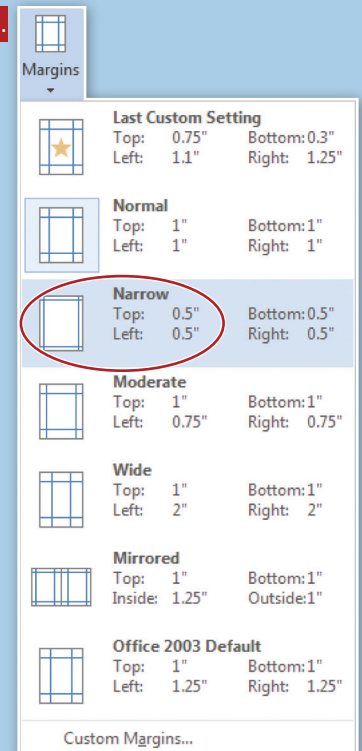 .
Margins
Last Custom Setting
Top: 0.75" Bottom: 0.3"
Left: 1.1" Right: 1.25"
Normal
Top: 1" Bottom: 1"
Left: 1" Right: 1"
Narrow
Top: 0.5" Bottom: 0.5"
Left: 0.5" Right: 0.5"
Moderate
Top: 1" Bottom: 1"
Left: 0.75" Right: 0.75"
Wide
Top: 1" Bottom: 1"
Left: 2" Right: 2"
Mirrored
Top: 1" Bottom: 1"
Inside: 1.25" Outside: 1"
Office 2003 Default
Top: 1" Bottom: 1"
Left: 1.25" Right: 1.25"
Custom Margins...